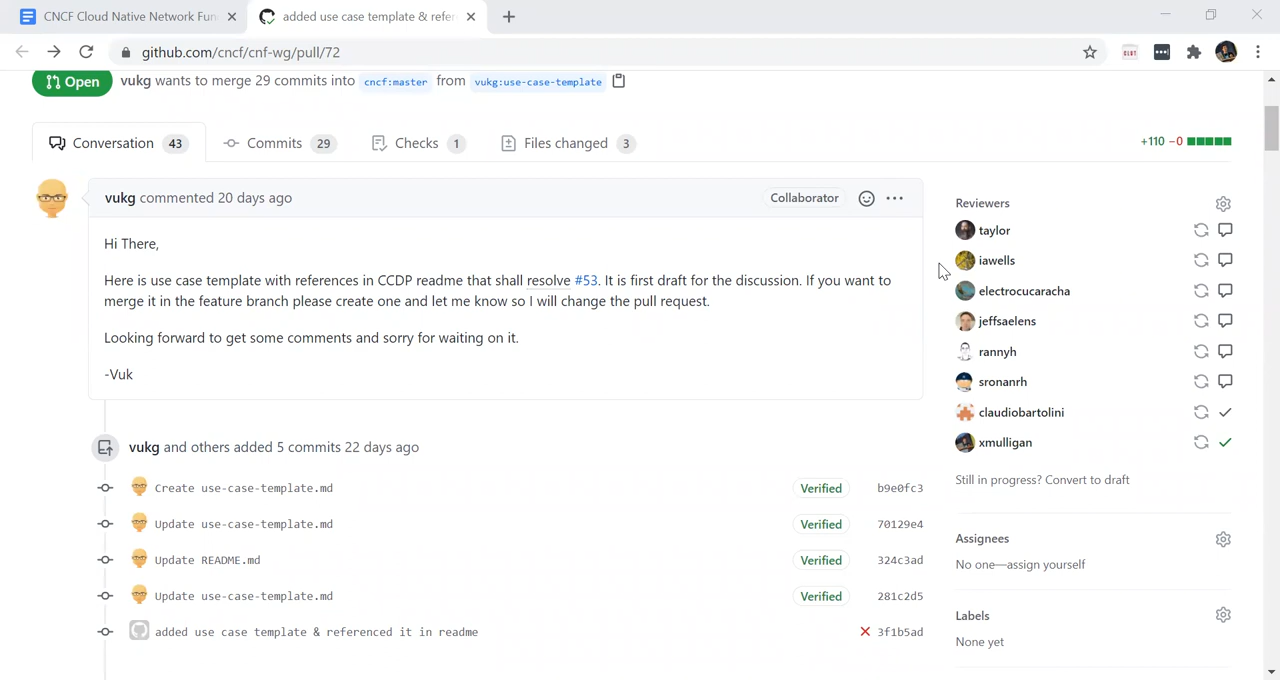 CNCF Cloud Native Network Fun
added use case template & refer
github.com/cncf/cnf-wg/pull/72
Open vukg wants to merge 29 commits into cncf:master from vukg:use-case-template
Conversation 43 Commits 29 Checks 1 Files changed 3 +110 −0
vukg commented 20 days ago Collaborator
Hi There,
Here is use case template with references in CCDP readme that shall resolve #53. It is first draft for the discussion. If you want to
merge it in the feature branch please create one and let me know so I will change the pull request.
Looking forward to get some comments and sorry for waiting on it.
-Vuk
vukg and others added 5 commits 22 days ago
Create use-case-template.md Verified b9e0fc3
Update use-case-template.md Verified 70129e4
Update README.md Verified 324c3ad
Update use-case-template.md Verified 281c2d5
added use case template & referenced it in readme 3f1b5ad
Reviewers
taylor
iawells
electrocucaracha
jeffsaelens
rannyh
sronanrh
claudiobartolini
xmulligan
Still in progress? Convert to draft
Assignees
No one—assign yourself
Labels
None yet